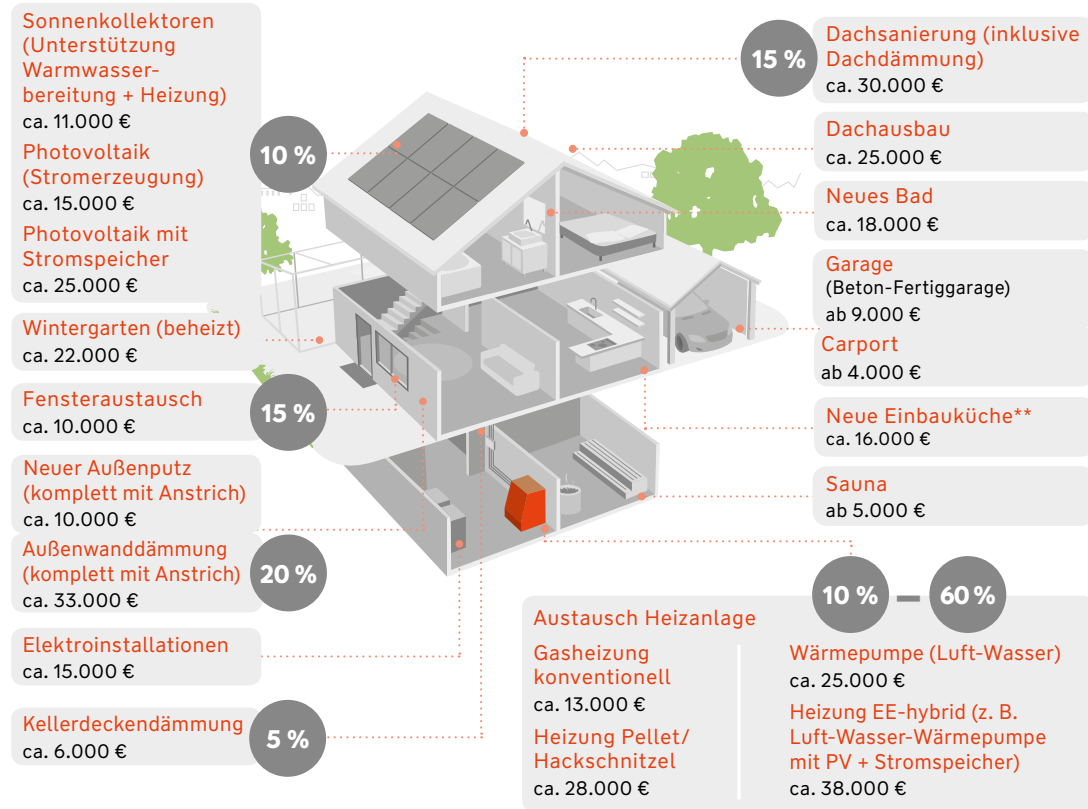 Sonnenkollektoren
(Unterstützung
Warmwasser-
bereitung + Heizung)
ca. 11.000 €
Photovoltaik
(Stromerzeugung)
ca. 15.000 €
Photovoltaik mit
Stromspeicher
ca. 25.000 €
10 %
Wintergarten (beheizt)
ca. 22.000 €
Fensteraustausch
ca. 10.000 €
15 %
Neuer Außenputz
(komplett mit Anstrich)
ca. 10.000 €
Außenwanddämmung
(komplett mit Anstrich)
ca. 33.000 €
20 %
Elektroinstallationen
ca. 15.000 €
Kellerdeckendämmung
ca. 6.000 €
5 %
15 %
Dachsanierung (inklusive
Dachdämmung)
ca. 30.000 €
Dachausbau
ca. 25.000 €
Neues Bad
ca. 18.000 €
Garage
(Beton-Fertiggarage)
ab 9.000 €
Carport
ab 4.000 €
Neue Einbauküche**
ca. 16.000 €
Sauna
ab 5.000 €
10 % – 60 %
Austausch Heizanlage
Gasheizung
konventionell
ca. 13.000 €
Heizung Pellet/
Hackschnitzel
ca. 28.000 €
Wärmepumpe (Luft-Wasser)
ca. 25.000 €
Heizung EE-hybrid (z. B.
Luft-Wasser-Wärmepumpe
mit PV + Stromspeicher)
ca. 38.000 €